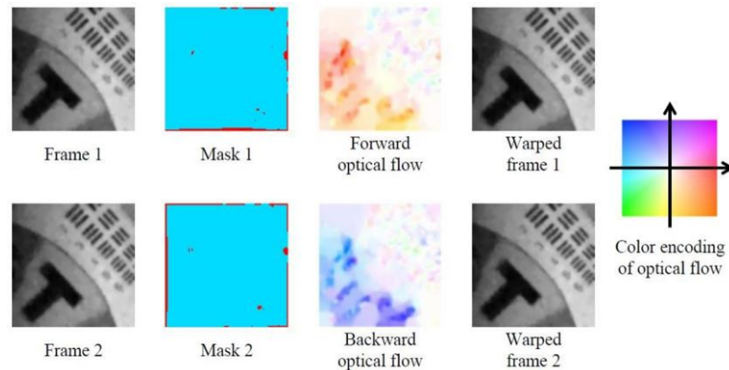 Frame 1
Mask 1
Forward
optical flow
Warped
frame 1
Color encoding
of optical flow
Frame 2
Mask 2
Backward
optical flow
Warped
frame 2